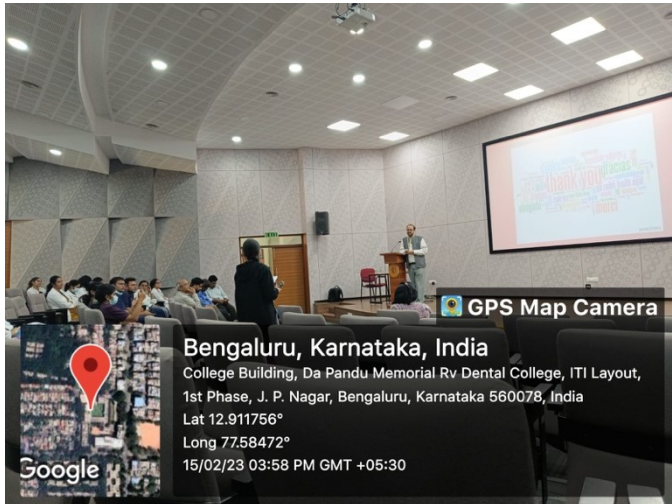 thank you
GPS Map Camera
Bengaluru, Karnataka, India
College Building, Da Pandu Memorial Rv Dental College, ITI Layout,
1st Phase, J. P. Nagar, Bengaluru, Karnataka 560078, India
Lat 12.911756°
Long 77.58472°
15/02/23 03:58 PM GMT +05:30
Google